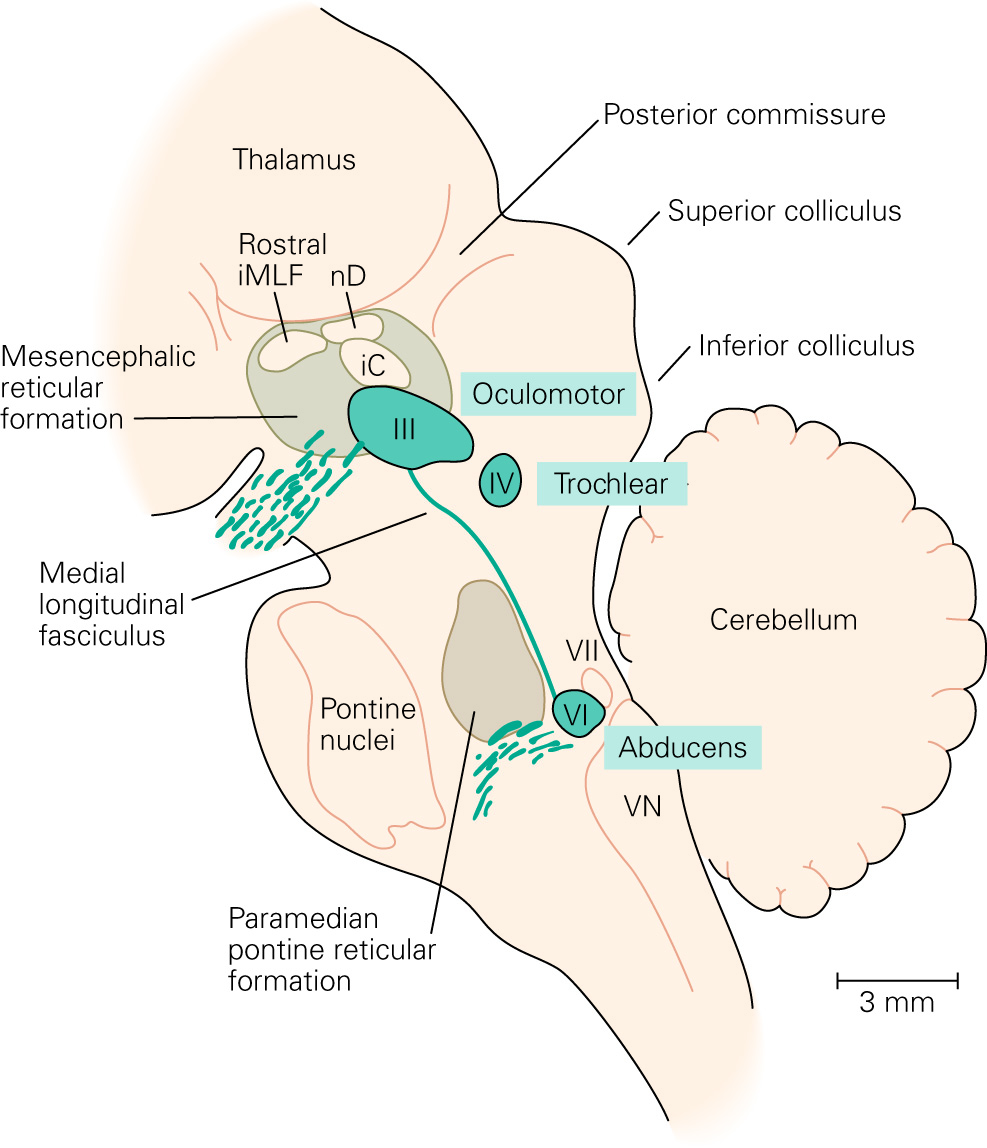 Posterior commissure
Thalamus
Superior colliculus
Rostral
iMLF nD
Inferior colliculus
Mesencephalic
reticular
formation
iC
Oculomotor
III
IV
Trochlear
Medial
longitudinal
fasciculus
Cerebellum
VII
Pontine
nuclei
VI
Abducens
VN
Paramedian
pontine reticular
formation
3 mm